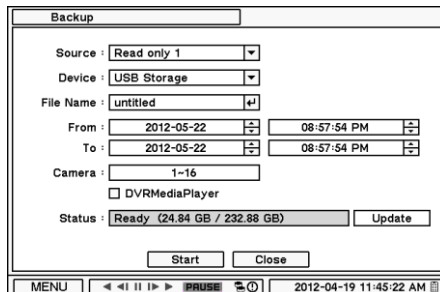 Backup
Source : Read only 1
Device : USB Storage
File Name : untitled
From : 2012-05-22 08:57:54 PM
To : 2012-05-22 08:57:54 PM
Camera : 1~16
DVRMediaPlayer
Status : Ready (24.84 GB / 232.88 GB) Update
Start Close
MENU PAUSE 2012-04-19 11:45:22 AM